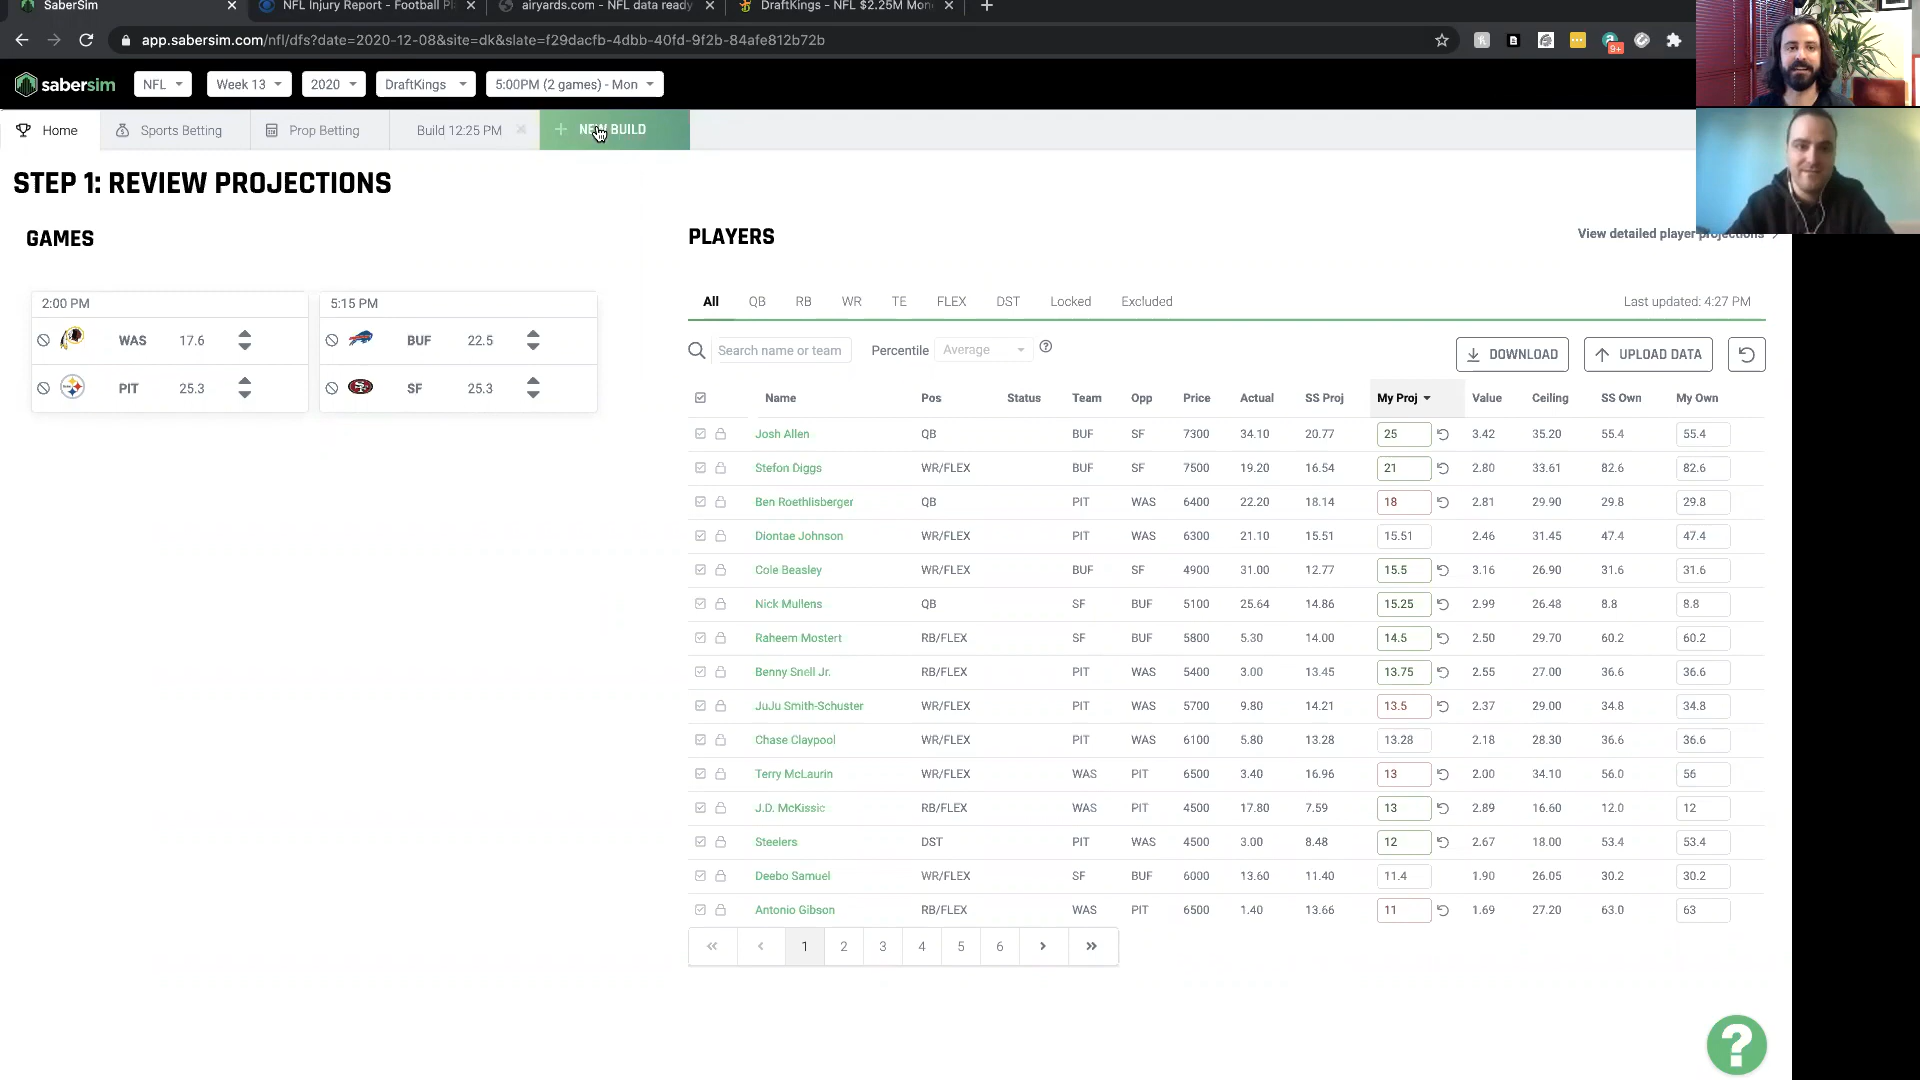 SaberSim
NFL Injury Report - Football Pl
airyards.com - NFL data ready
DraftKings - NFL $2.25M Mon
app.sabersim.com/nfl/dfs?date=2020-12-08&site=dk&slate=f29dacfb-4dbb-40fd-9f2b-84afe812b72b
9+
sabersim NFL Week 13 2020 DraftKings 5:00PM (2 games) - Mon
Home Sports Betting Prop Betting Build 12:25 PM + NEW BUILD
STEP 1: REVIEW PROJECTIONS
GAMES
2:00 PM
WAS 17.6
PIT 25.3
5:15 PM
BUF 22.5
SF 25.3
PLAYERS
View detailed player projections
All QB RB WR TE FLEX DST Locked Excluded Last updated: 4:27 PM
Search name or team Percentile Average ? DOWNLOAD UPLOAD DATA
Name Pos Status Team Opp Price Actual SS Proj My Proj Value Ceiling SS Own My Own
Josh Allen QB BUF SF 7300 34.10 20.77 25 3.42 35.20 55.4 55.4
Stefon Diggs WR/FLEX BUF SF 7500 19.20 16.54 21 2.80 33.61 82.6 82.6
Ben Roethlisberger QB PIT WAS 6400 22.20 18.14 18 2.81 29.90 29.8 29.8
Diontae Johnson WR/FLEX PIT WAS 6300 21.10 15.51 15.51 2.46 31.45 47.4 47.4
Cole Beasley WR/FLEX BUF SF 4900 31.00 12.77 15.5 3.16 26.90 31.6 31.6
Nick Mullens QB SF BUF 5100 25.64 14.86 15.25 2.99 26.48 8.8 8.8
Raheem Mostert RB/FLEX SF BUF 5800 5.30 14.00 14.5 2.50 29.70 60.2 60.2
Benny Snell Jr. RB/FLEX PIT WAS 5400 3.00 13.45 13.75 2.55 27.00 36.6 36.6
JuJu Smith-Schuster WR/FLEX PIT WAS 5700 9.80 14.21 13.5 2.37 29.00 34.8 34.8
Chase Claypool WR/FLEX PIT WAS 6100 5.80 13.28 13.28 2.18 28.30 36.6 36.6
Terry McLaurin WR/FLEX WAS PIT 6500 3.40 16.96 13 2.00 34.10 56.0 56
J.D. McKissic RB/FLEX WAS PIT 4500 17.80 7.59 13 2.89 16.60 12.0 12
Steelers DST PIT WAS 4500 3.00 8.48 12 2.67 18.00 53.4 53.4
Deebo Samuel WR/FLEX SF BUF 6000 13.60 11.40 11.4 1.90 26.05 30.2 30.2
Antonio Gibson RB/FLEX WAS PIT 6500 1.40 13.66 11 1.69 27.20 63.0 63
« ‹ 1 2 3 4 5 6 › »
?